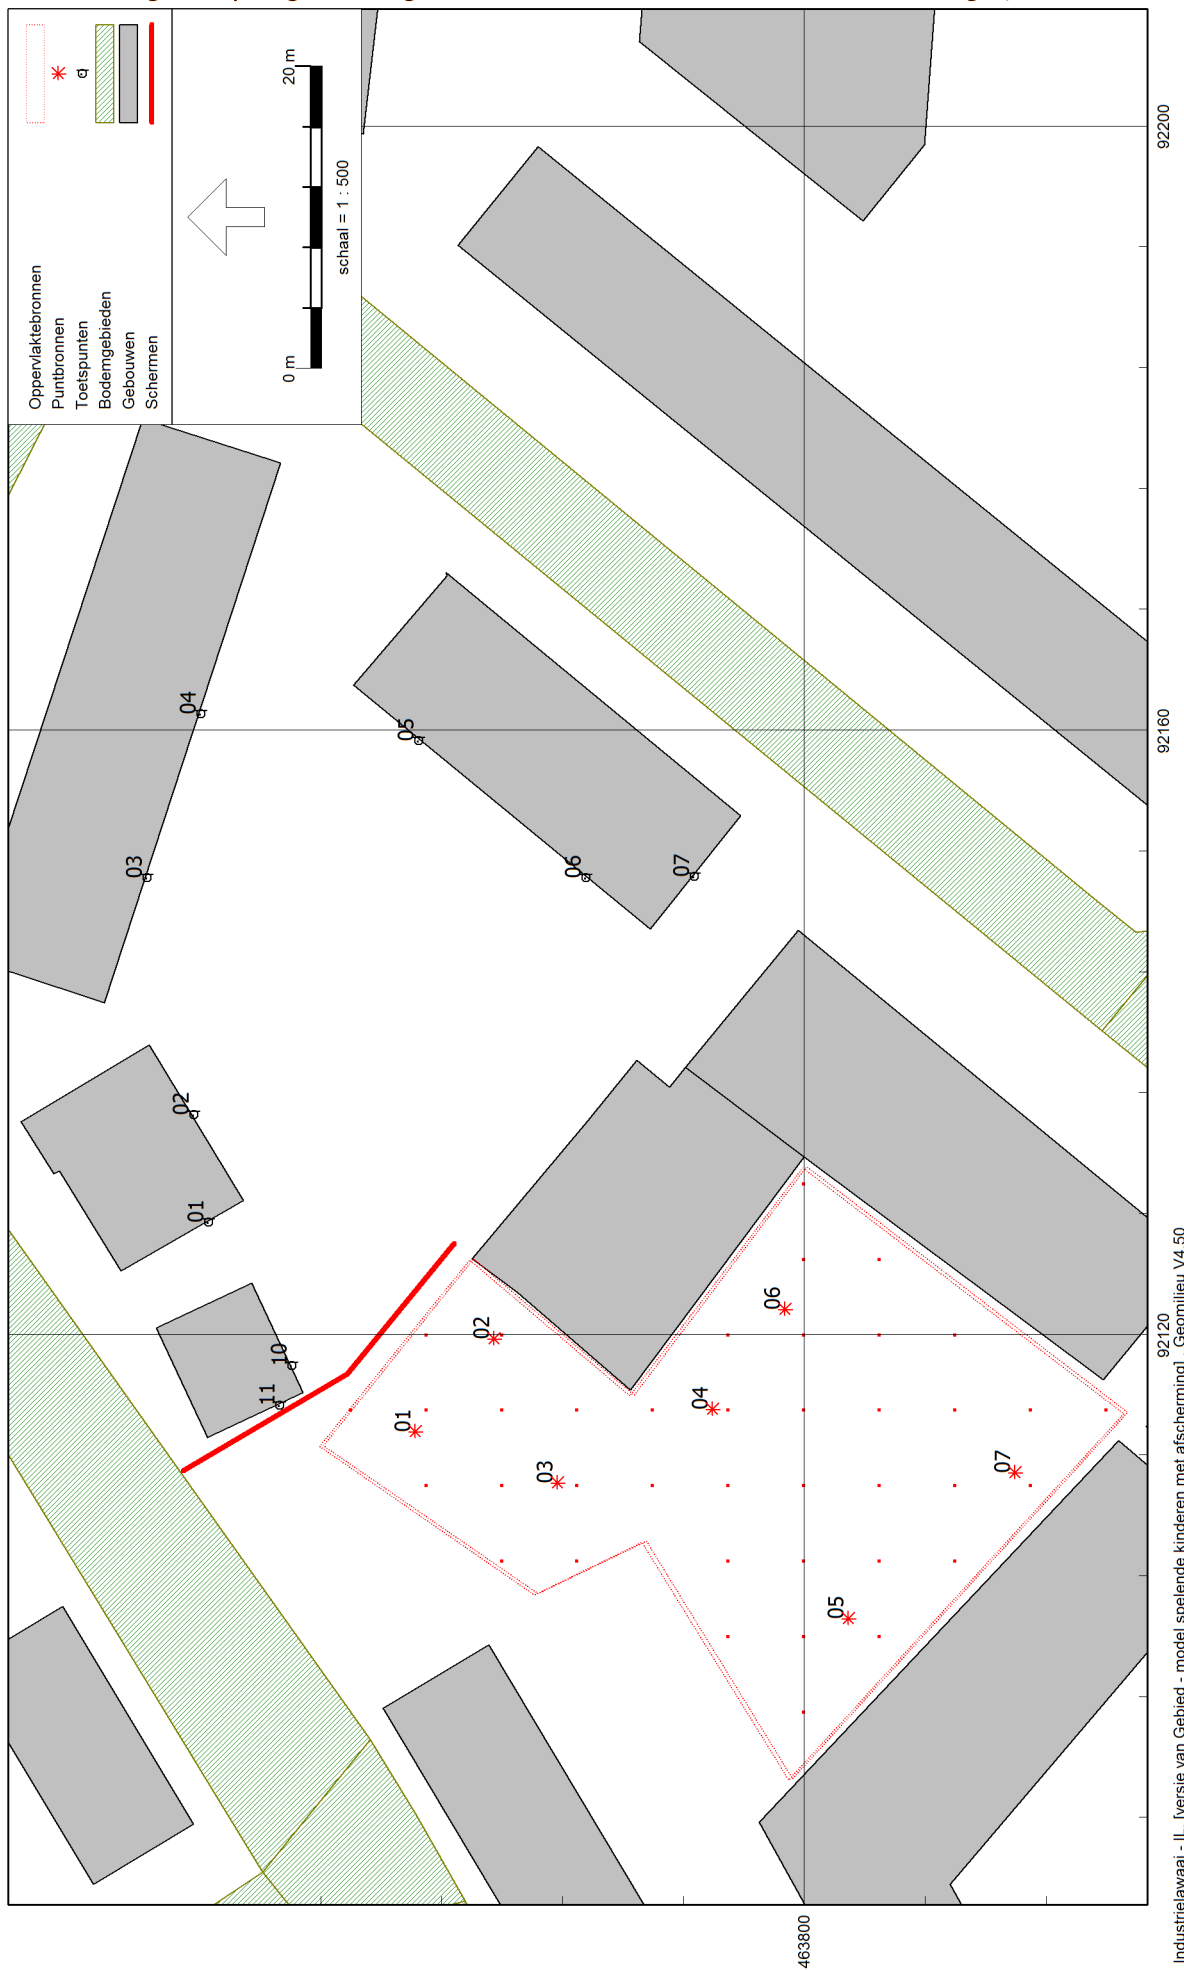 Oppervlaktebronnen
Puntbronnen
Toetspunten
Bodemgebieden
Gebouwen
Schermen
0 m
20 m
schaal = 1 : 500
03
04
02
01
05
06
07
11
10
01
02
03
04
06
05
07
463800
92120
92160
92200
Industrielawaai - IL, [versie van Gebied - model spelende kinderen met afscherming] , Geomilieu V4.50